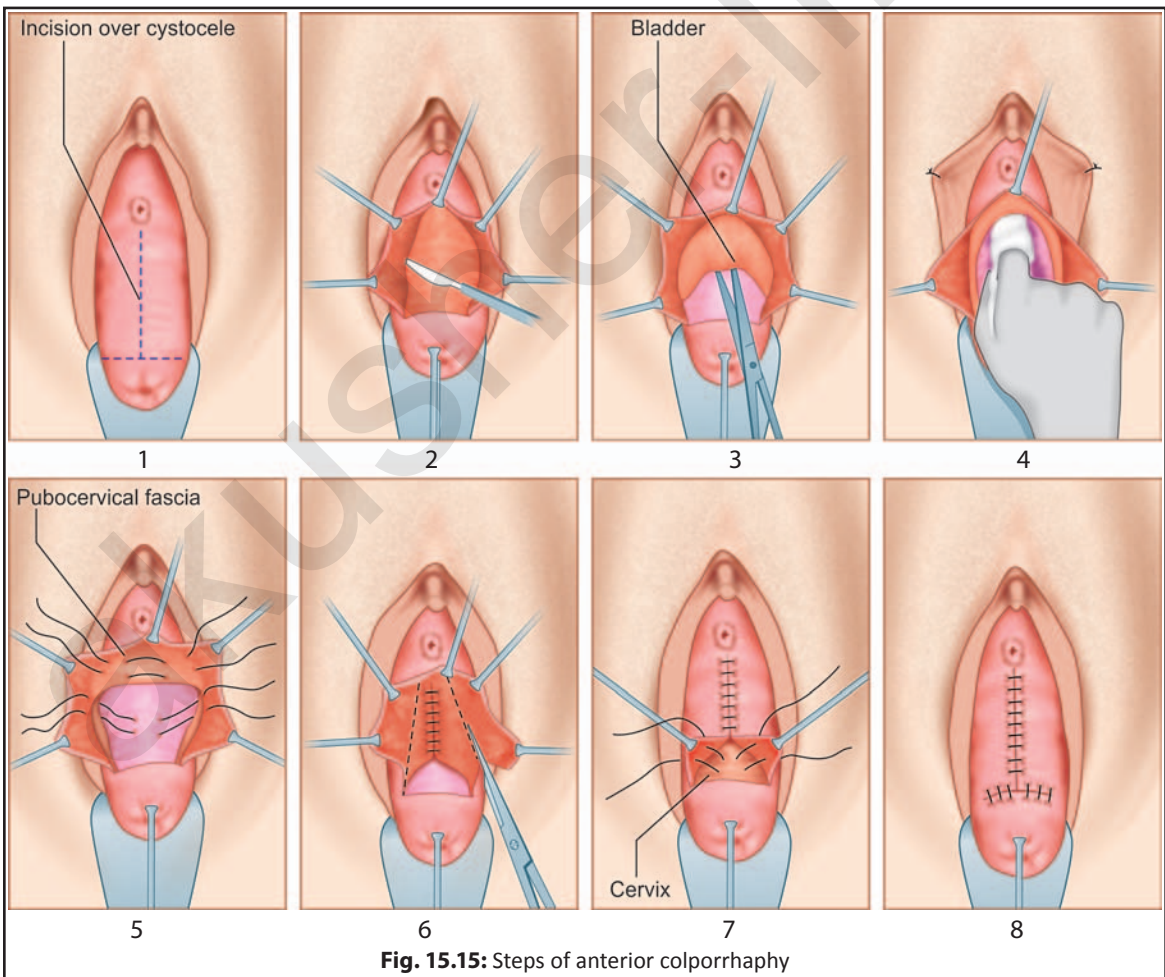 Incision over cystocele
Bladder
1 2 3 4
Pubocervical fascia
Cervix
5 6 7 8
Fig. 15.15: Steps of anterior colporrhaphy